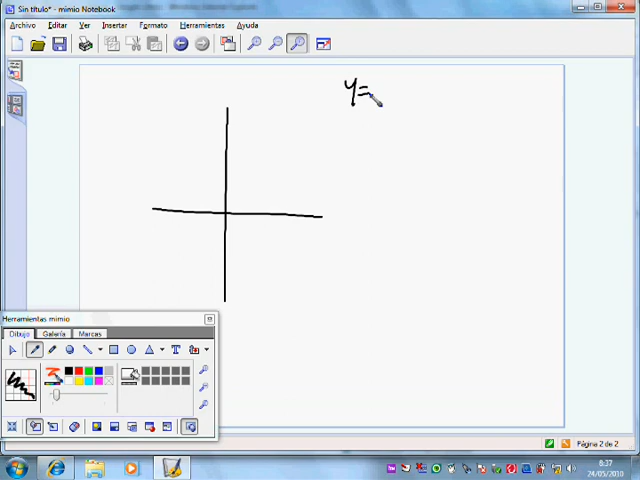 Sin título* - mimio Notebook
Archivo Editar Ver Insertar Formato Herramientas Ayuda
y=
Herramientas mimio
Dibujo Galería Marcas
T
Página 2 de 2
6:37
24/05/2010